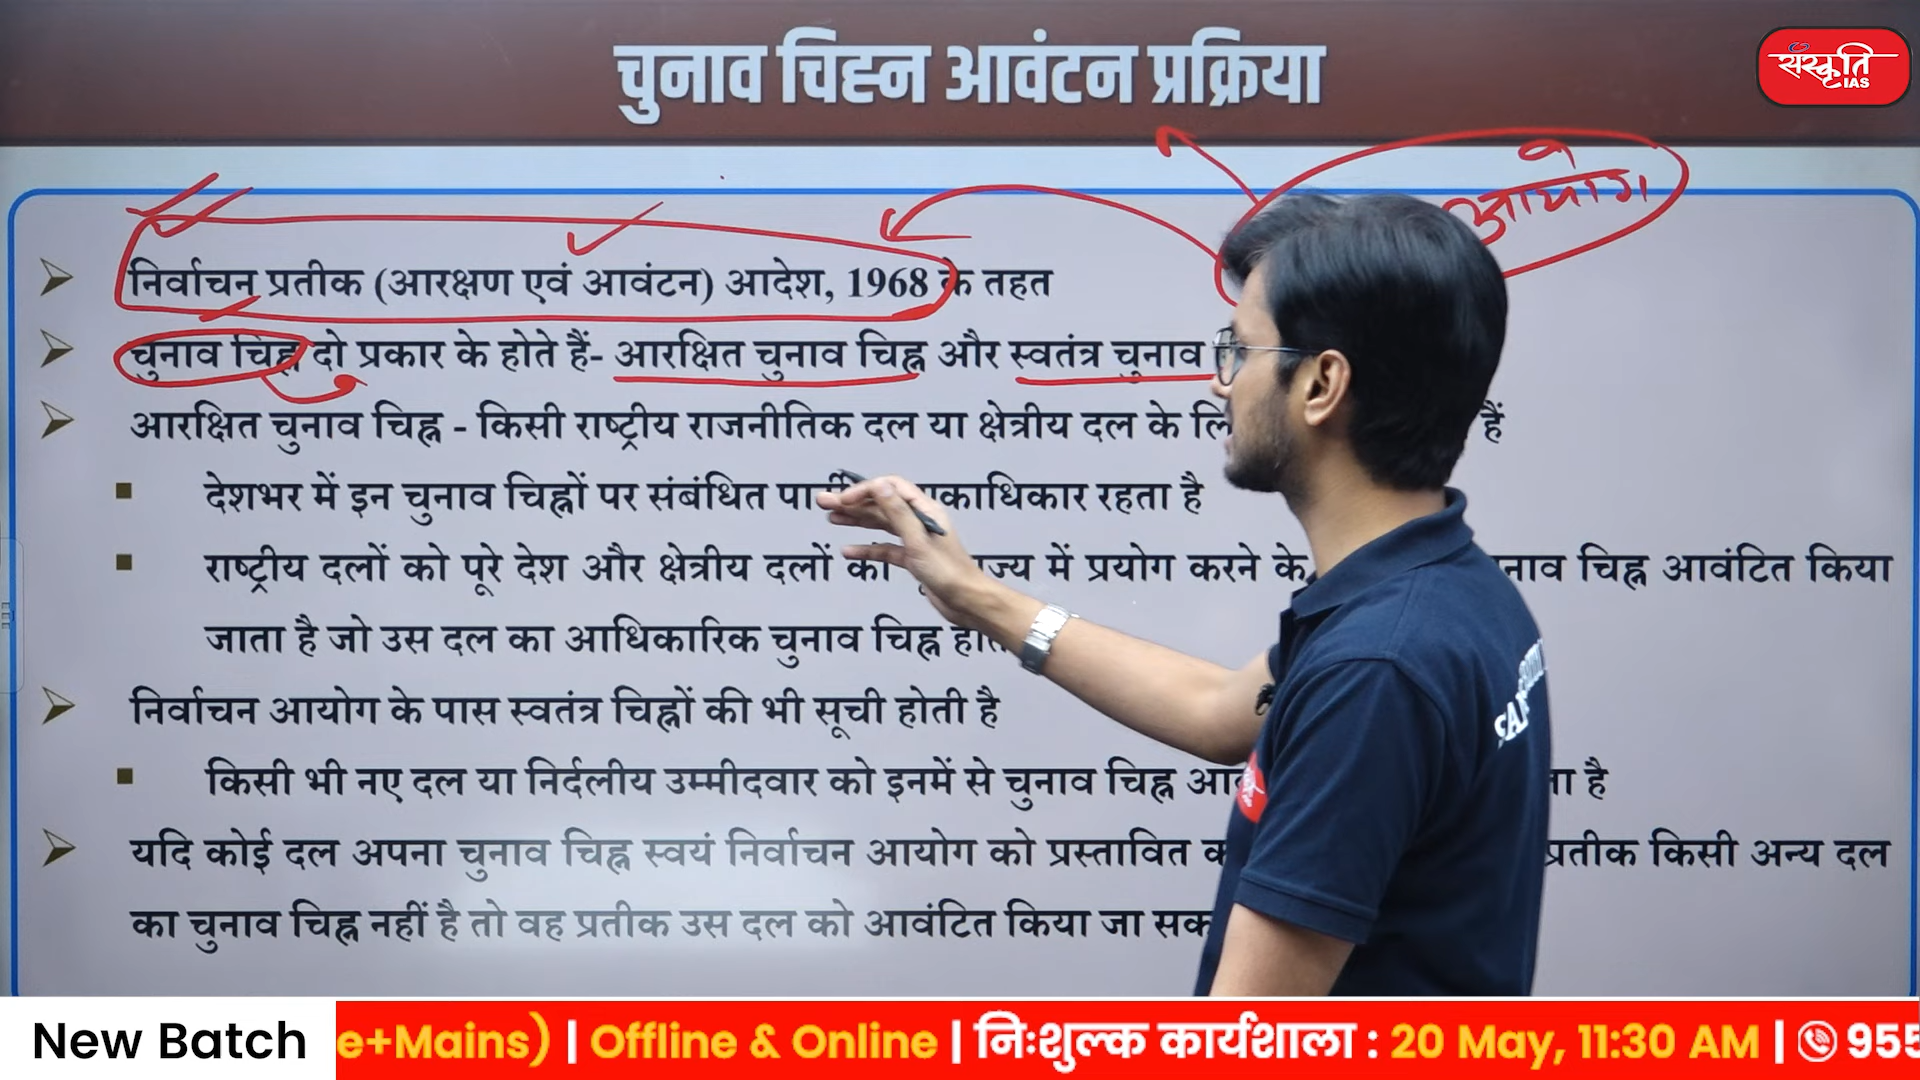 चुनाव चिह्न आवंटन प्रक्रिया
संस्कृति
IAS
आयोग
निर्वाचन प्रतीक (आरक्षण एवं आवंटन) आदेश, 1968 के तहत
चुनाव चिह्न दो प्रकार के होते हैं- आरक्षित चुनाव चिह्न और स्वतंत्र चुनाव
आरक्षित चुनाव चिह्न - किसी राष्ट्रीय राजनीतिक दल या क्षेत्रीय दल के हैं
देशभर में इन चुनाव चिह्नों पर संबंधित रहता है
राष्ट्रीय दलों को पूरे देश और क्षेत्रीय दलों में प्रयोग करने के चिह्न आवंटित किया
जाता है जो उस दल का आधिकारिक चुनाव चिह्न
निर्वाचन आयोग के पास स्वतंत्र चिह्नों की भी सूची होती है
किसी भी नए दल या निर्दलीय उम्मीदवार को इनमें से चुनाव चिह्न है
यदि कोई दल अपना चुनाव चिह्न स्वयं निर्वाचन आयोग को प्रस्तावित प्रतीक किसी अन्य दल
का चुनाव चिह्न नहीं है तो वह प्रतीक उस दल को आवंटित किया जा
New Batch e+Mains) | Offline & Online | निःशुल्क कार्यशाला : 20 May, 11:30 AM | 955